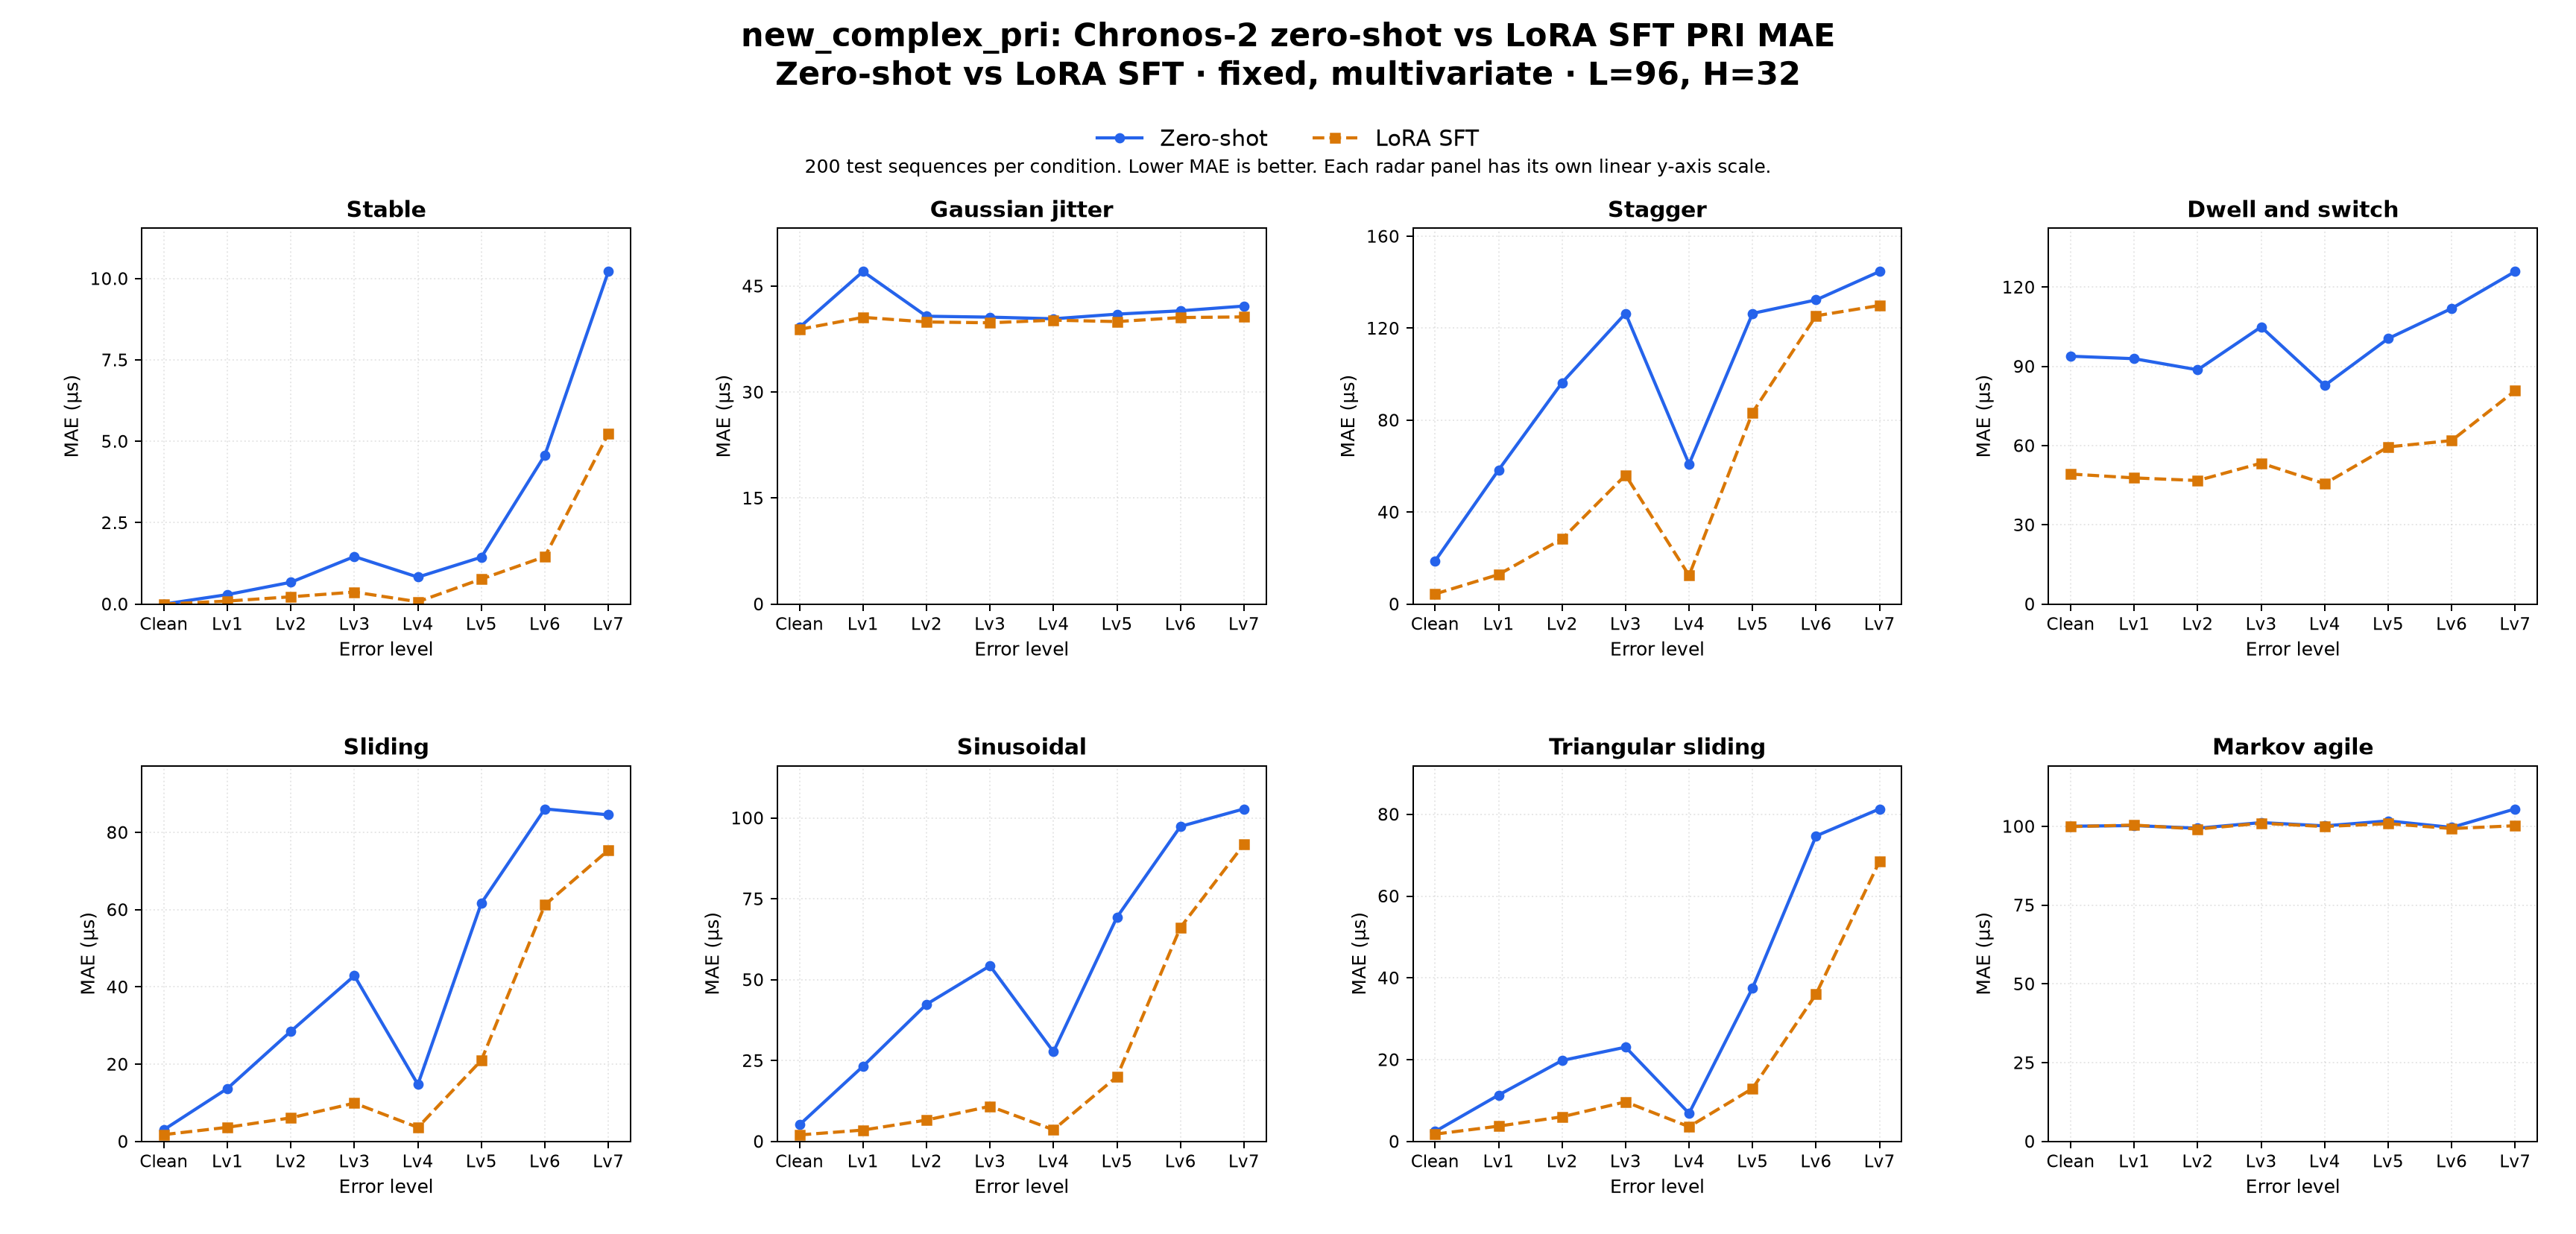 new_complex_pri: Chronos-2 zero-shot vs LoRA SFT PRI MAE
Zero-shot vs LoRA SFT · fixed, multivariate · L=96, H=32
Zero-shot
LoRA SFT
200 test sequences per condition. Lower MAE is better. Each radar panel has its own linear y-axis scale.
Stable
10.0
7.5
5.0
2.5
0.0
MAE (µs)
Clean Lv1 Lv2 Lv3 Lv4 Lv5 Lv6 Lv7
Error level
Gaussian jitter
45
30
15
0
MAE (µs)
Clean Lv1 Lv2 Lv3 Lv4 Lv5 Lv6 Lv7
Error level
Stagger
160
120
80
40
0
MAE (µs)
Clean Lv1 Lv2 Lv3 Lv4 Lv5 Lv6 Lv7
Error level
Dwell and switch
120
90
60
30
0
MAE (µs)
Clean Lv1 Lv2 Lv3 Lv4 Lv5 Lv6 Lv7
Error level
Sliding
80
60
40
20
0
MAE (µs)
Clean Lv1 Lv2 Lv3 Lv4 Lv5 Lv6 Lv7
Error level
Sinusoidal
100
75
50
25
0
MAE (µs)
Clean Lv1 Lv2 Lv3 Lv4 Lv5 Lv6 Lv7
Error level
Triangular sliding
80
60
40
20
0
MAE (µs)
Clean Lv1 Lv2 Lv3 Lv4 Lv5 Lv6 Lv7
Error level
Markov agile
100
75
50
25
0
MAE (µs)
Clean Lv1 Lv2 Lv3 Lv4 Lv5 Lv6 Lv7
Error level